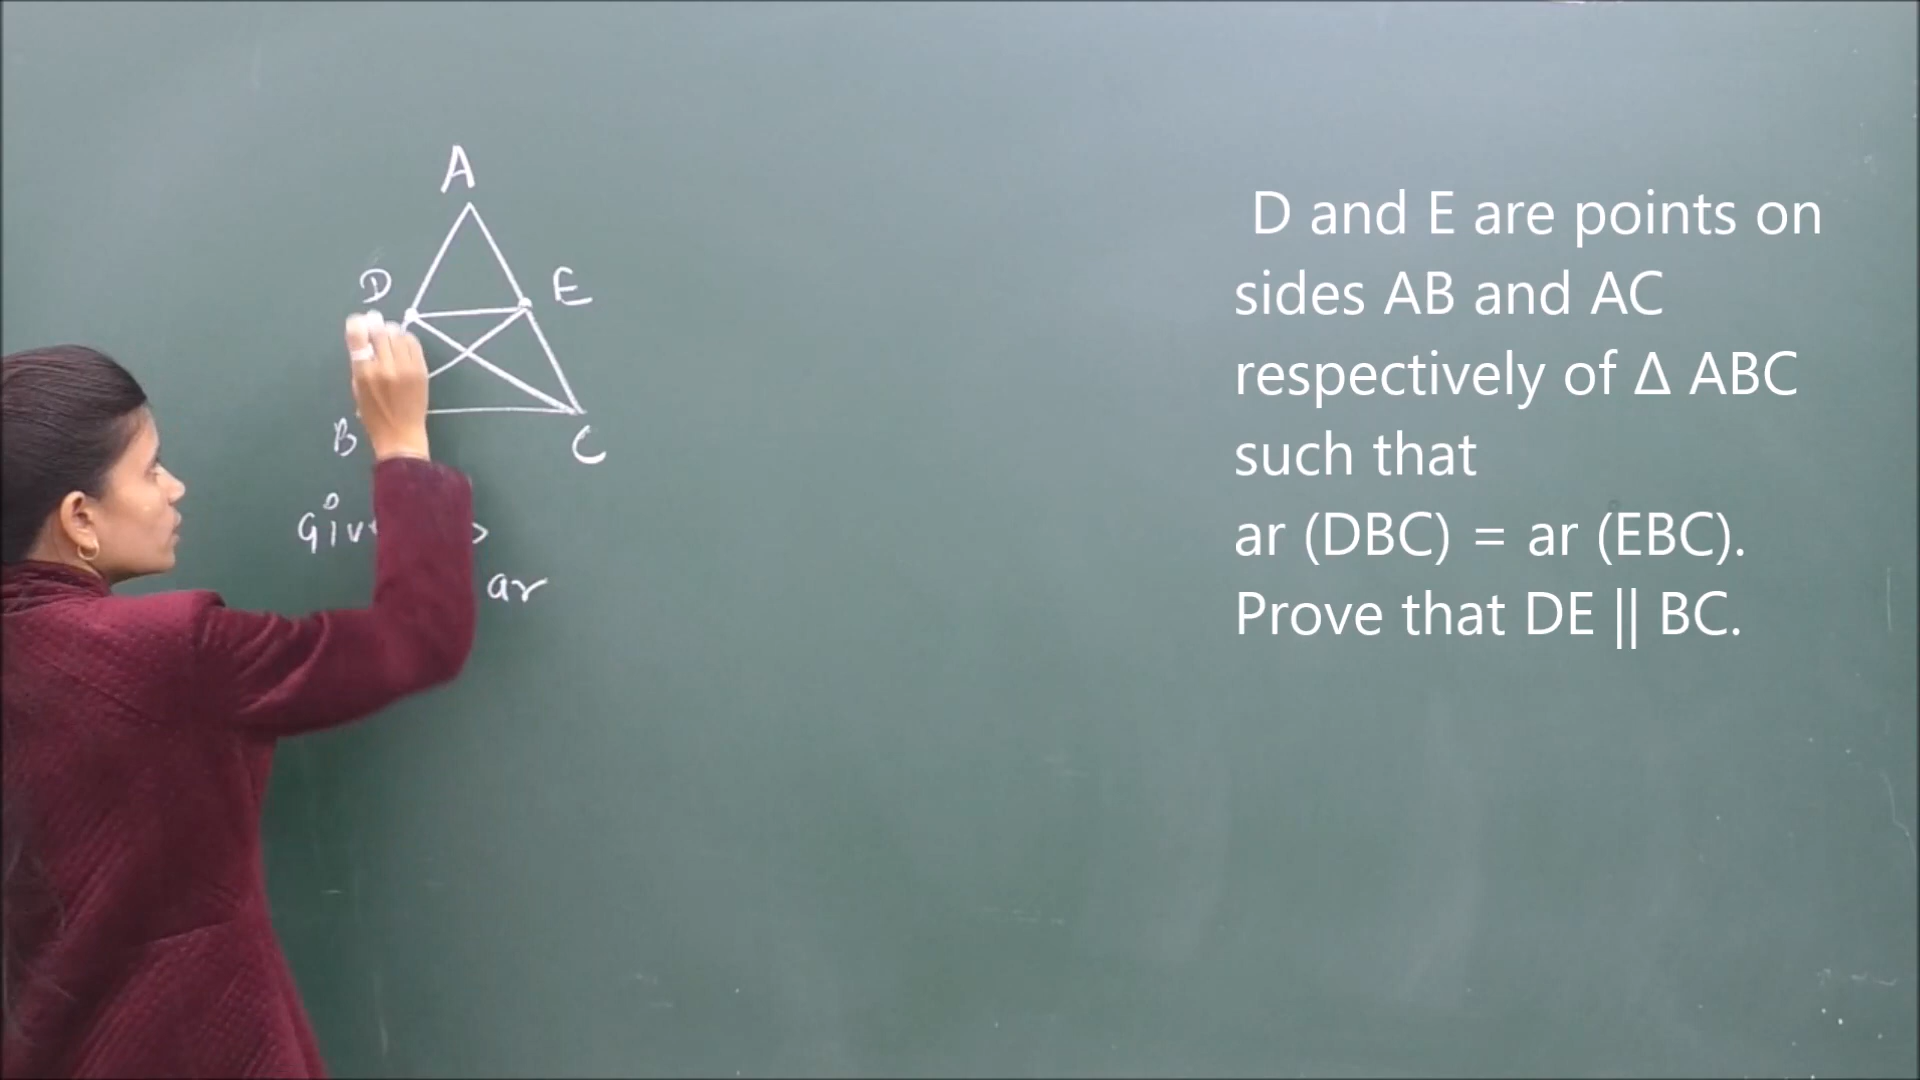 A
D
E
B
C
ar
D and E are points on
sides AB and AC
respectively of Δ ABC
such that
ar (DBC) = ar (EBC).
Prove that DE || BC.